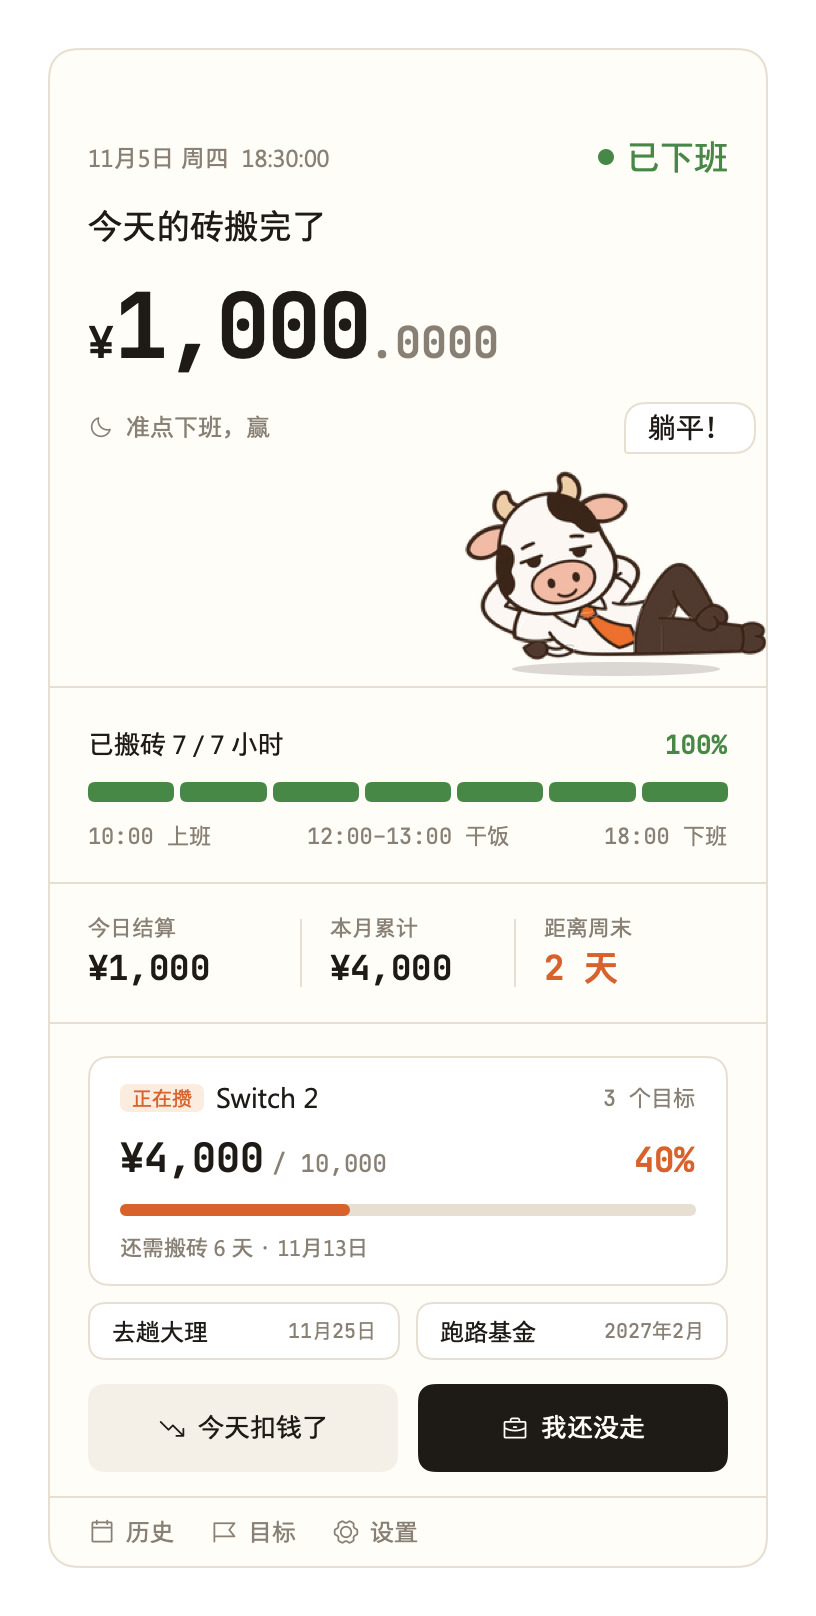 11月5日 周四 18:30:00
已下班
今天的砖搬完了
¥1,000.0000
准点下班，赢
躺平！
已搬砖 7 / 7 小时
100%
10:00 上班
12:00–13:00 干饭
18:00 下班
今日结算
¥1,000
本月累计
¥4,000
距离周末
2 天
正在攒 Switch 2
3 个目标
¥4,000 / 10,000
40%
还需搬砖 6 天 · 11月13日
去趟大理
11月25日
跑路基金
2027年2月
今天扣钱了
我还没走
历史
目标
设置